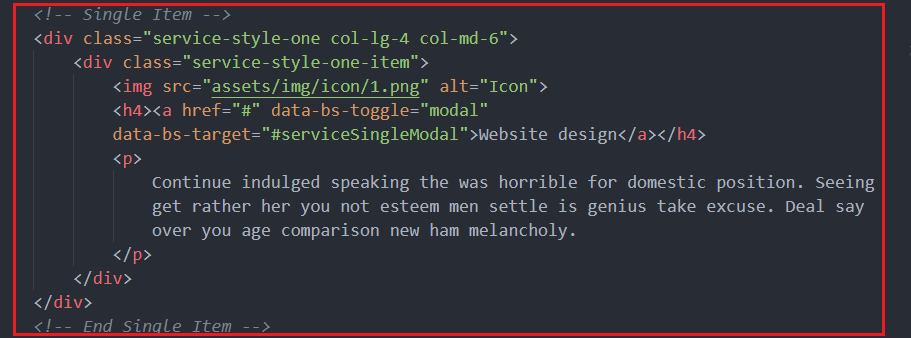 <!-- Single Item -->
<div class="service-style-one col-lg-4 col-md-6">
<div class="service-style-one-item">
<img src="assets/img/icon/1.png" alt="Icon">
<h4><a href="#" data-bs-toggle="modal"
data-bs-target="#serviceSingleModal">Website design</a></h4>
<p>
Continue indulged speaking the was horrible for domestic position. Seeing
get rather her you not esteem men settle is genius take excuse. Deal say
over you age comparison new ham melancholy.
</p>
</div>
</div>
<!-- End Single Item -->